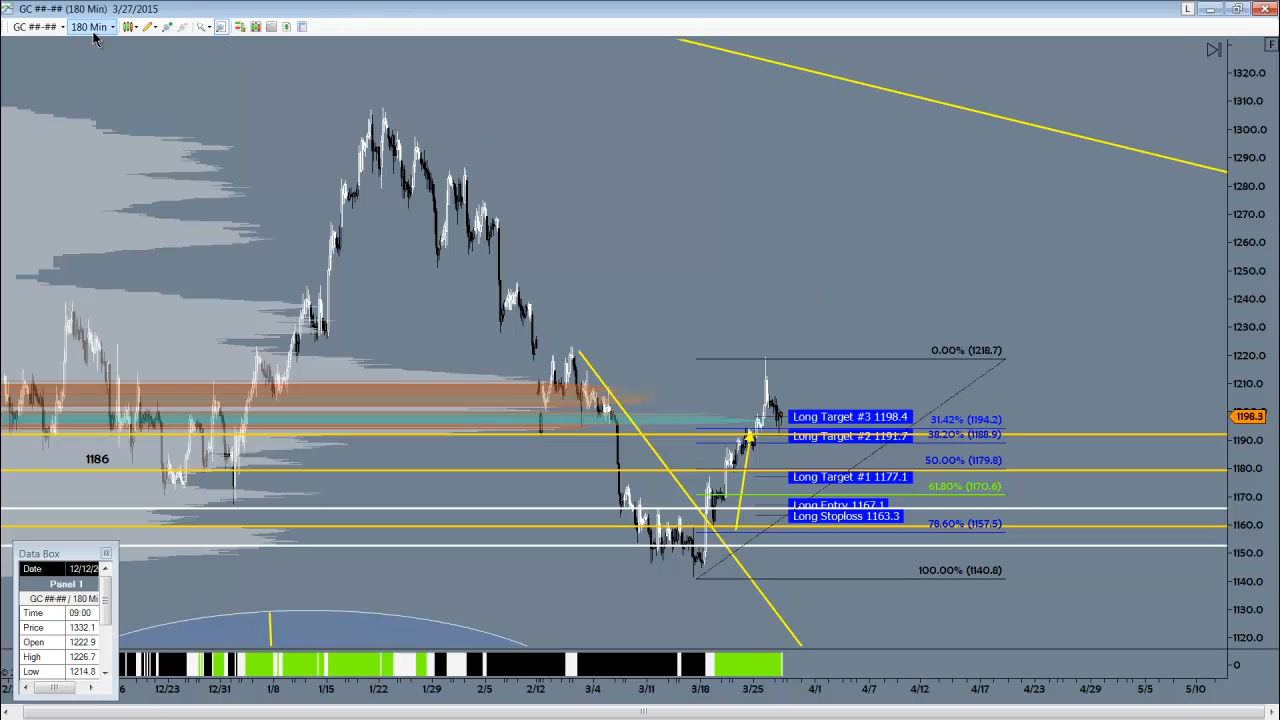 GC ##-## (180 Min) 3/27/2015
L
GC ##-## 180 Min
F
1320.0
1310.0
1300.0
1290.0
1280.0
1270.0
1260.0
1250.0
1240.0
1230.0
1220.0
1210.0
1198.3
1190.0
1180.0
1170.0
1160.0
1150.0
1140.0
1130.0
1120.0
0
0.00% (1218.7)
Long Target #3 1198.4
31.42% (1194.2)
Long Target #2 1191.7
38.20% (1188.9)
1186
50.00% (1179.8)
Long Target #1 1177.1
61.80% (1170.6)
Long Entry 1167.1
Long Stoploss 1163.3
78.60% (1157.5)
100.00% (1140.8)
Data Box
Date 12/12/2
Panel 1
GC ##-## / 180 Mi
Time 09:00
Price 1332.1
Open 1222.9
High 1226.7
Low 1214.8
12/23 12/31 1/8 1/15 1/22 1/29 2/5 2/12 3/4 3/11 3/18 3/25 4/1 4/7 4/12 4/17 4/23 4/29 5/5 5/10